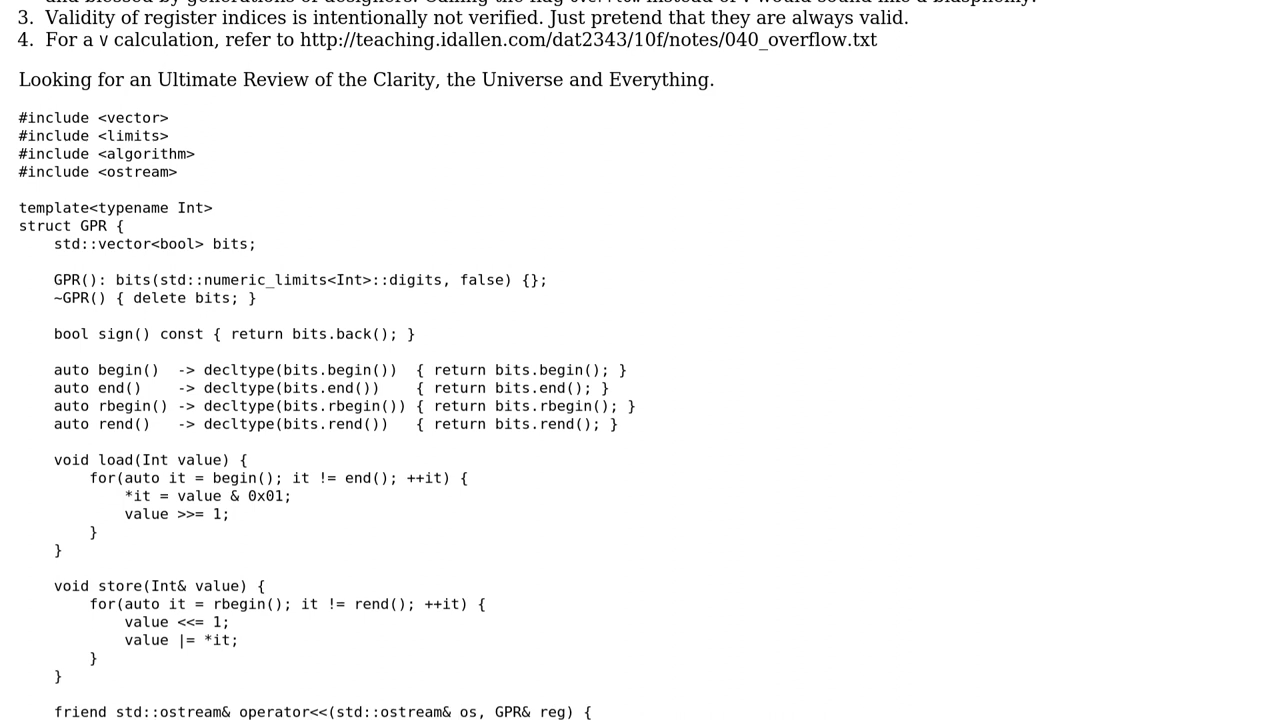 3. Validity of register indices is intentionally not verified. Just pretend that they are always valid.
4. For a V calculation, refer to http://teaching.idallen.com/dat2343/10f/notes/040_overflow.txt
Looking for an Ultimate Review of the Clarity, the Universe and Everything.
#include <vector>
#include <limits>
#include <algorithm>
#include <ostream>
template<typename Int>
struct GPR {
    std::vector<bool> bits;
    GPR(): bits(std::numeric_limits<Int>::digits, false) {};
    ~GPR() { delete bits; }
    bool sign() const { return bits.back(); }
    auto begin()  -> decltype(bits.begin())  { return bits.begin(); }
    auto end()    -> decltype(bits.end())    { return bits.end(); }
    auto rbegin() -> decltype(bits.rbegin()) { return bits.rbegin(); }
    auto rend()   -> decltype(bits.rend())   { return bits.rend(); }
    void load(Int value) {
        for(auto it = begin(); it != end(); ++it) {
            *it = value & 0x01;
            value >>= 1;
        }
    }
    void store(Int& value) {
        for(auto it = rbegin(); it != rend(); ++it) {
            value <<= 1;
            value |= *it;
        }
    }
    friend std::ostream& operator<<(std::ostream& os, GPR& reg) {